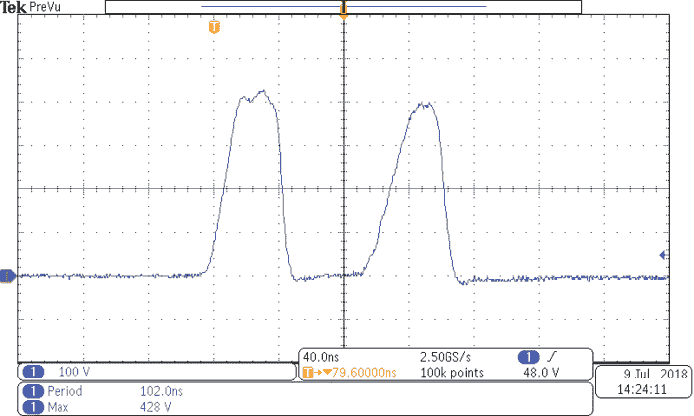 Tek PreVu
T
1
40.0ns 2.50GS/s 1
T→▼79.60000ns 100k points 48.0 V
1 100 V
1 Period 102.0ns
1 Max 428 V
9 Jul 2018
14:24:11